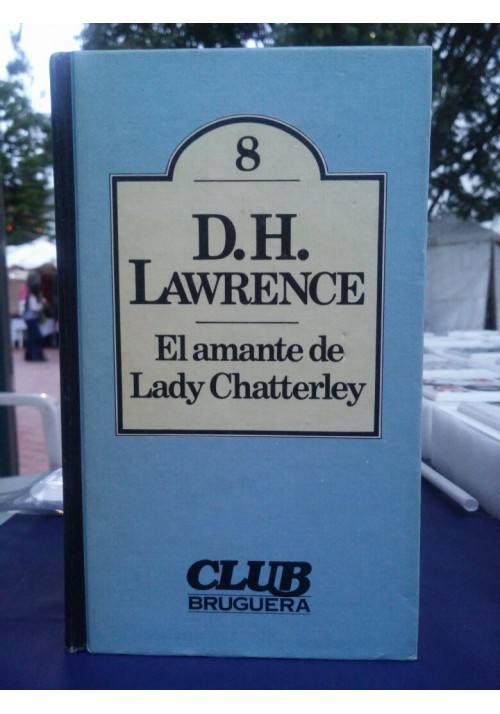 8
D.H.
LAWRENCE
El amante de
Lady Chatterley
CLUB
BRUGUERA